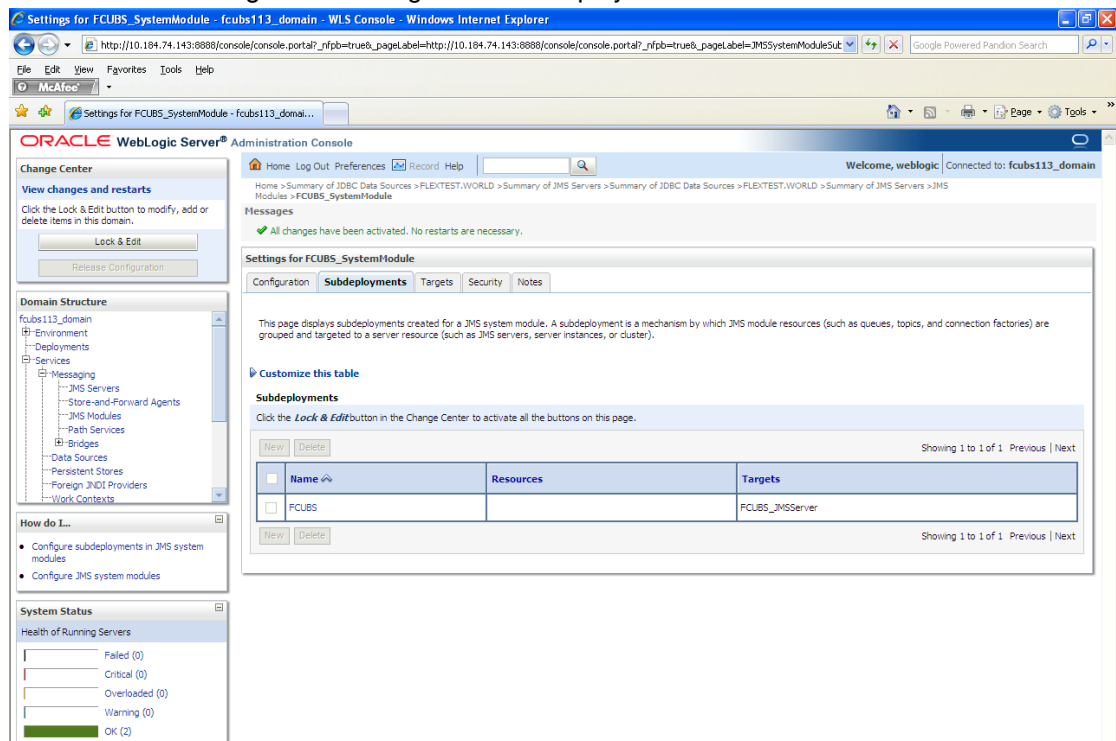 Settings for FCUBS_SystemModule - fcubs113_domain - WLS Console - Windows Internet Explorer
http://10.184.74.143:8888/console/console.portal?_nfpb=true&_pageLabel=http://10.184.74.143:8888/console/console.portal?_nfpb=true&_pageLabel=JMSSystemModuleSut
Google Powered Pandion Search
File Edit View Favorites Tools Help
McAfee
Settings for FCUBS_SystemModule - fcubs113_domai...
Page Tools
ORACLE WebLogic Server® Administration Console
Change Center
View changes and restarts
Click the Lock & Edit button to modify, add or
delete items in this domain.
Lock & Edit
Release Configuration
Domain Structure
fcubs113_domain
Environment
Deployments
Services
Messaging
JMS Servers
Store-and-Forward Agents
JMS Modules
Path Services
Bridges
Data Sources
Persistent Stores
Foreign JNDI Providers
Work Contexts
How do I...
Configure subdeployments in JMS system
modules
Configure JMS system modules
System Status
Health of Running Servers
Failed (0)
Critical (0)
Overloaded (0)
Warning (0)
OK (2)
Home Log Out Preferences Record Help
Welcome, weblogic Connected to: fcubs113_domain
Home >Summary of JDBC Data Sources >FLEXTEST.WORLD >Summary of JMS Servers >Summary of JDBC Data Sources >FLEXTEST.WORLD >Summary of JMS Servers >JMS
Modules >FCUBS_SystemModule
Messages
All changes have been activated. No restarts are necessary.
Settings for FCUBS_SystemModule
Configuration Subdeployments Targets Security Notes
This page displays subdeployments created for a JMS system module. A subdeployment is a mechanism by which JMS module resources (such as queues, topics, and connection factories) are
grouped and targeted to a server resource (such as JMS servers, server instances, or cluster).
Customize this table
Subdeployments
Click the Lock & Edit button in the Change Center to activate all the buttons on this page.
New Delete Showing 1 to 1 of 1 Previous | Next
Name Resources Targets
FCUBS FCUBS_JMSServer
New Delete Showing 1 to 1 of 1 Previous | Next